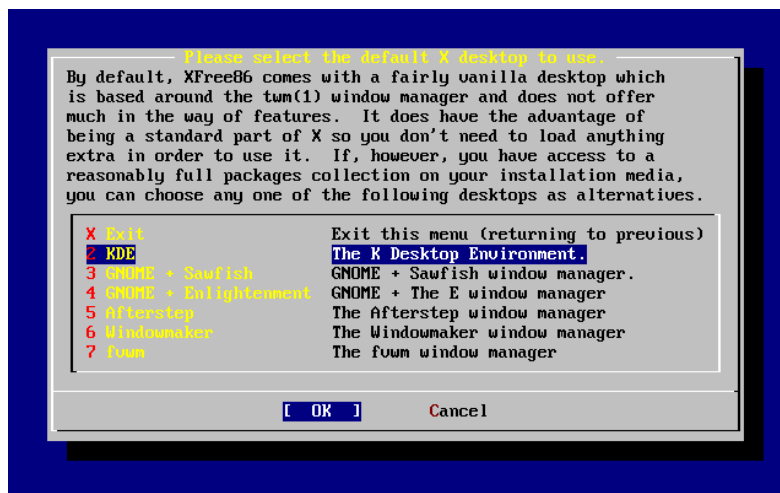 Please select the default X desktop to use.
By default, XFree86 comes with a fairly vanilla desktop which
is based around the twm(1) window manager and does not offer
much in the way of features.  It does have the advantage of
being a standard part of X so you don't need to load anything
extra in order to use it.  If, however, you have access to a
reasonably full packages collection on your installation media,
you can choose any one of the following desktops as alternatives.
X Exit Exit this menu (returning to previous)
2 KDE The K Desktop Environment.
3 GNOME + Sawfish GNOME + Sawfish window manager.
4 GNOME + Enlightenment GNOME + The E window manager
5 Afterstep The Afterstep window manager
6 Windowmaker The Windowmaker window manager
7 fvwm The fvwm window manager
[ OK ] Cancel